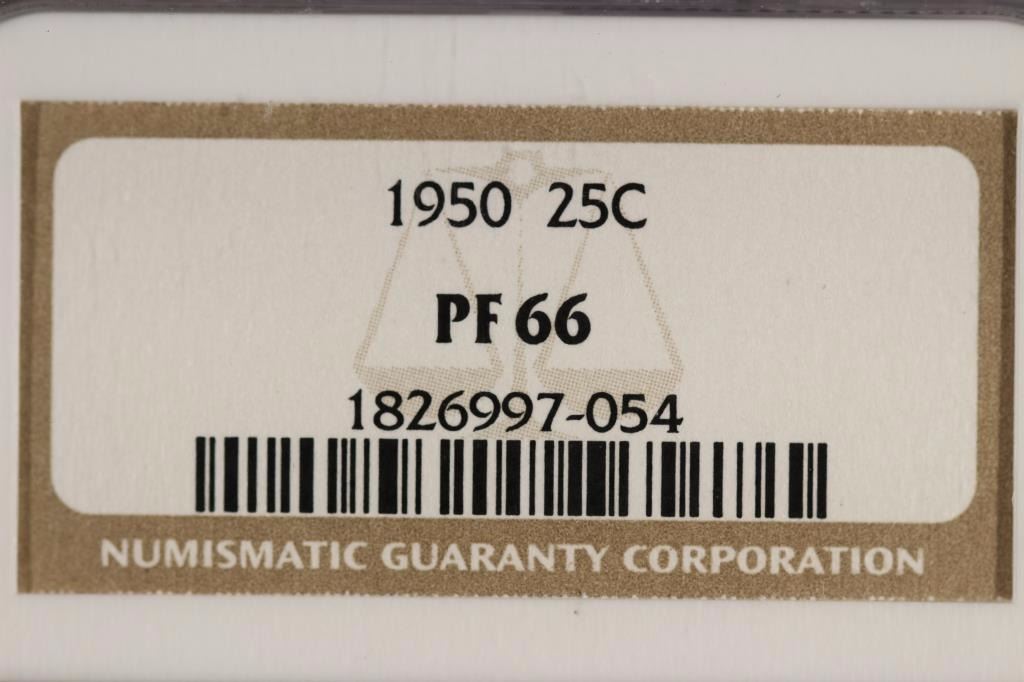 1950 25C
PF 66
1826997-054
NUMISMATIC GUARANTY CORPORATION